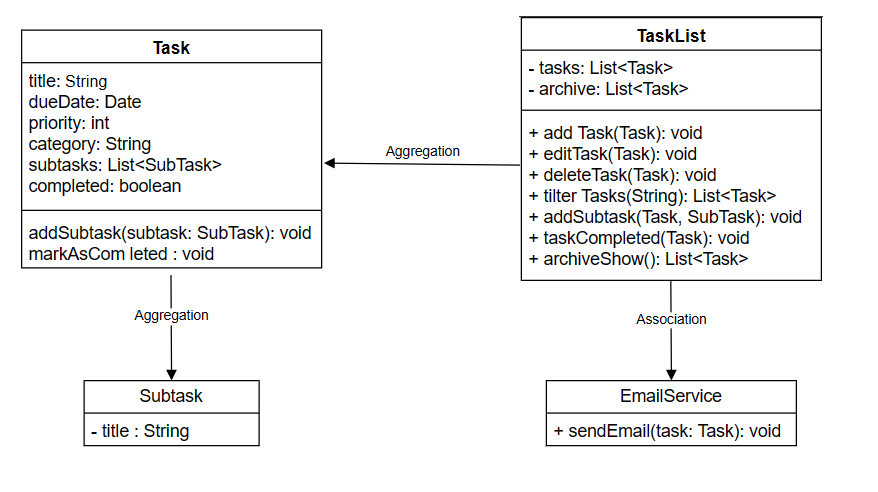 Task
title: String
dueDate: Date
priority: int
category: String
subtasks: List<SubTask>
completed: boolean
addSubtask(subtask: SubTask): void
markAsCom leted : void
Aggregation
TaskList
- tasks: List<Task>
- archive: List<Task>
+ add Task(Task): void
+ editTask(Task): void
+ deleteTask(Task): void
+ tilter Tasks(String): List<Task>
+ addSubtask(Task, SubTask): void
+ taskCompleted(Task): void
+ archiveShow(): List<Task>
Aggregation
Association
Subtask
- title : String
EmailService
+ sendEmail(task: Task): void